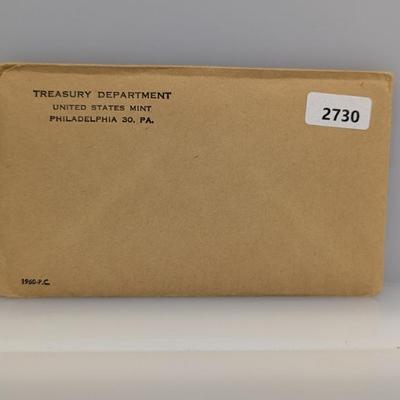 TREASURY DEPARTMENT
UNITED STATES MINT
PHILADELPHIA 30, PA.
2730
1960-P.C.